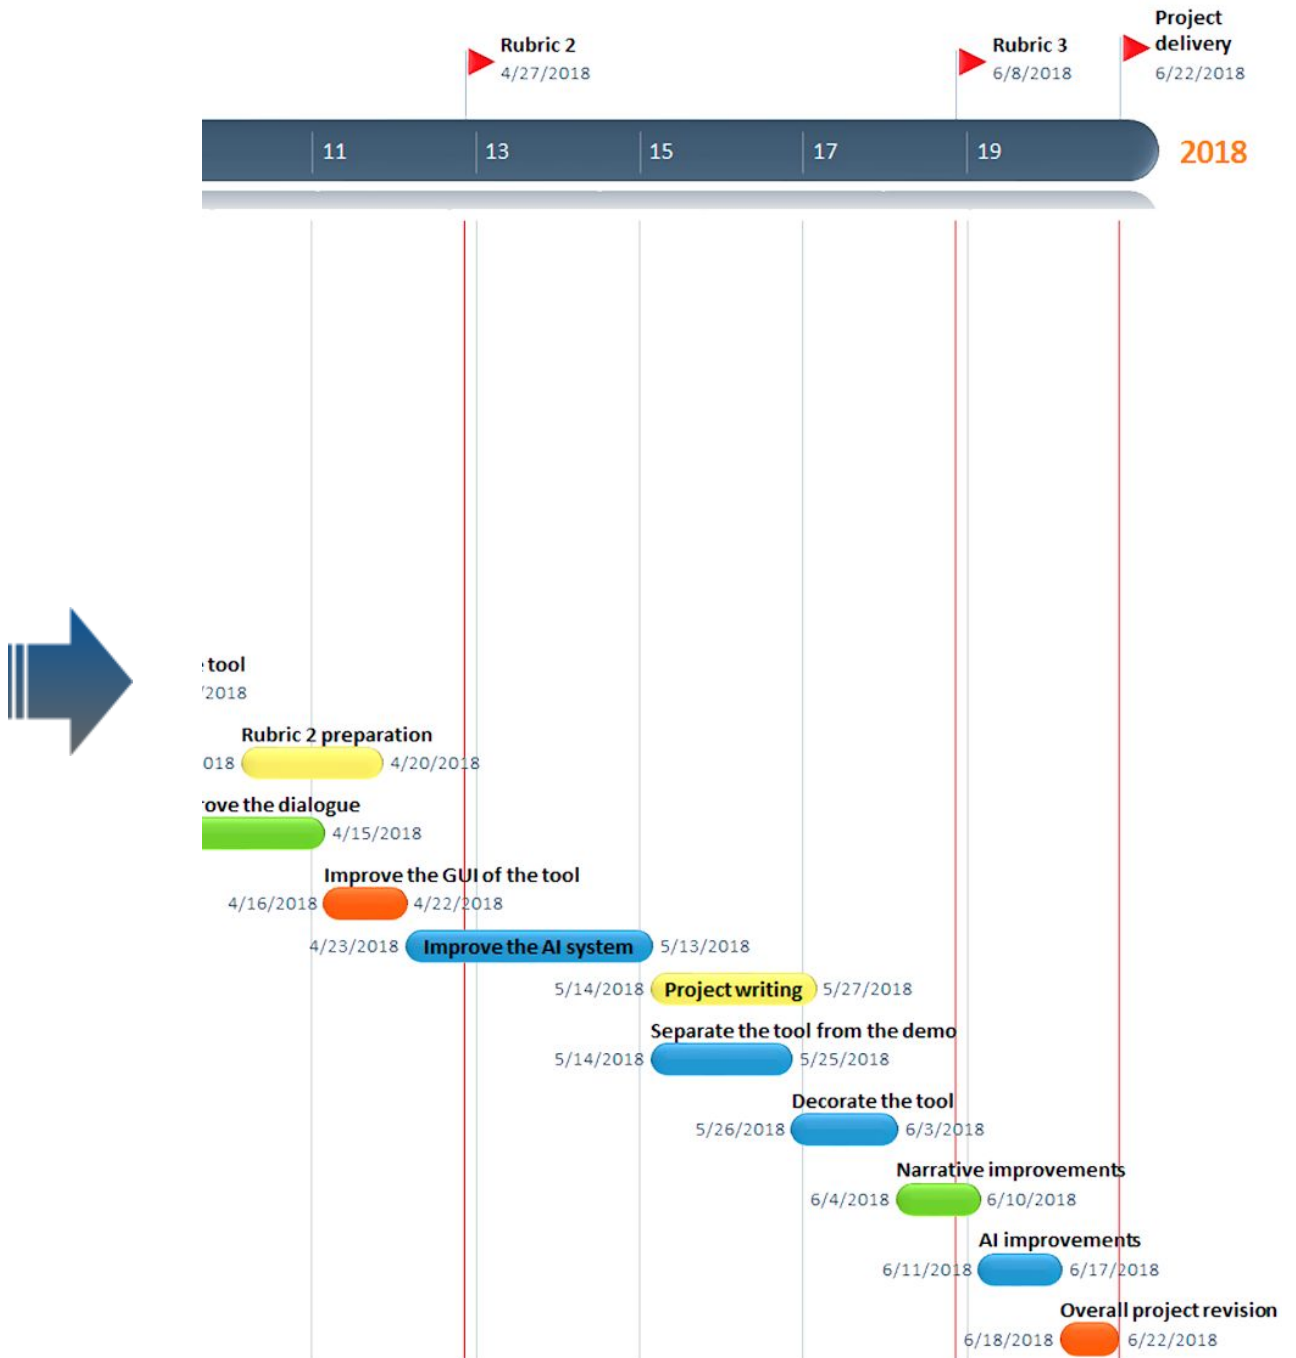 Project
Rubric 2
Rubric 3
delivery
4/27/2018
6/8/2018
6/22/2018
11 13 15 17 19 2018
tool
/2018
Rubric 2 preparation
018 4/20/2018
rove the dialogue
4/15/2018
Improve the GUI of the tool
4/16/2018 4/22/2018
4/23/2018 Improve the AI system 5/13/2018
5/14/2018 Project writing 5/27/2018
Separate the tool from the demo
5/14/2018 5/25/2018
Decorate the tool
5/26/2018 6/3/2018
Narrative improvements
6/4/2018 6/10/2018
AI improvements
6/11/2018 6/17/2018
Overall project revision
6/18/2018 6/22/2018